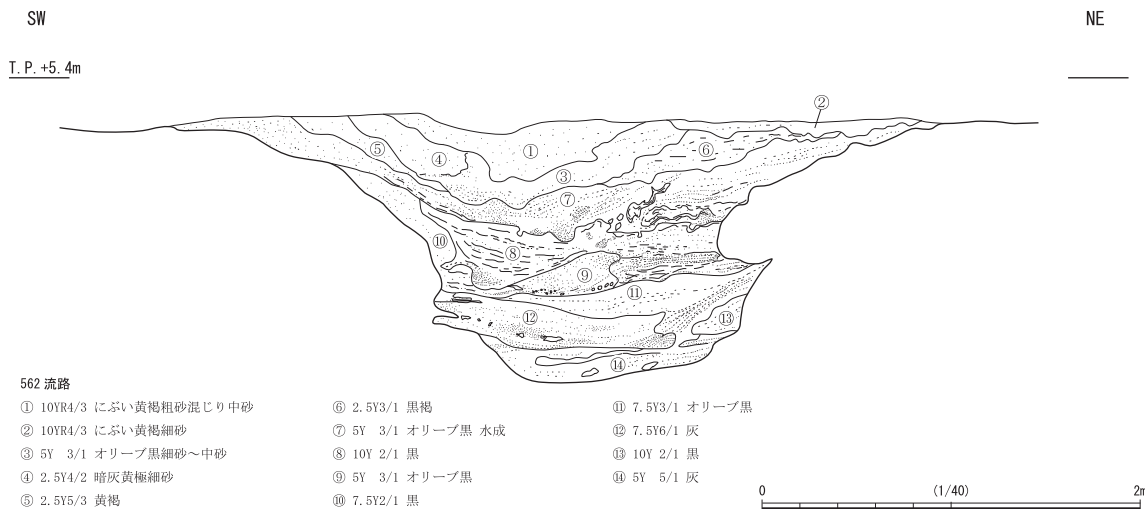 SW
NE
T.P.+5.4m
②
①
⑥
⑤
④
③
⑦
⑩
⑧
⑨
⑪
⑫
⑬
⑭
562 流路
① 10YR4/3 にぶい黄褐粗砂混じり中砂
② 10YR4/3 にぶい黄褐細砂
③ 5Y 3/1 オリーブ黒細砂～中砂
④ 2.5Y4/2 暗灰黄極細砂
⑤ 2.5Y5/3 黄褐
⑥ 2.5Y3/1 黒褐
⑦ 5Y 3/1 オリーブ黒 水成
⑧ 10Y 2/1 黒
⑨ 5Y 3/1 オリーブ黒
⑩ 7.5Y2/1 黒
⑪ 7.5Y3/1 オリーブ黒
⑫ 7.5Y6/1 灰
⑬ 10Y 2/1 黒
⑭ 5Y 5/1 灰
0 (1/40) 2m